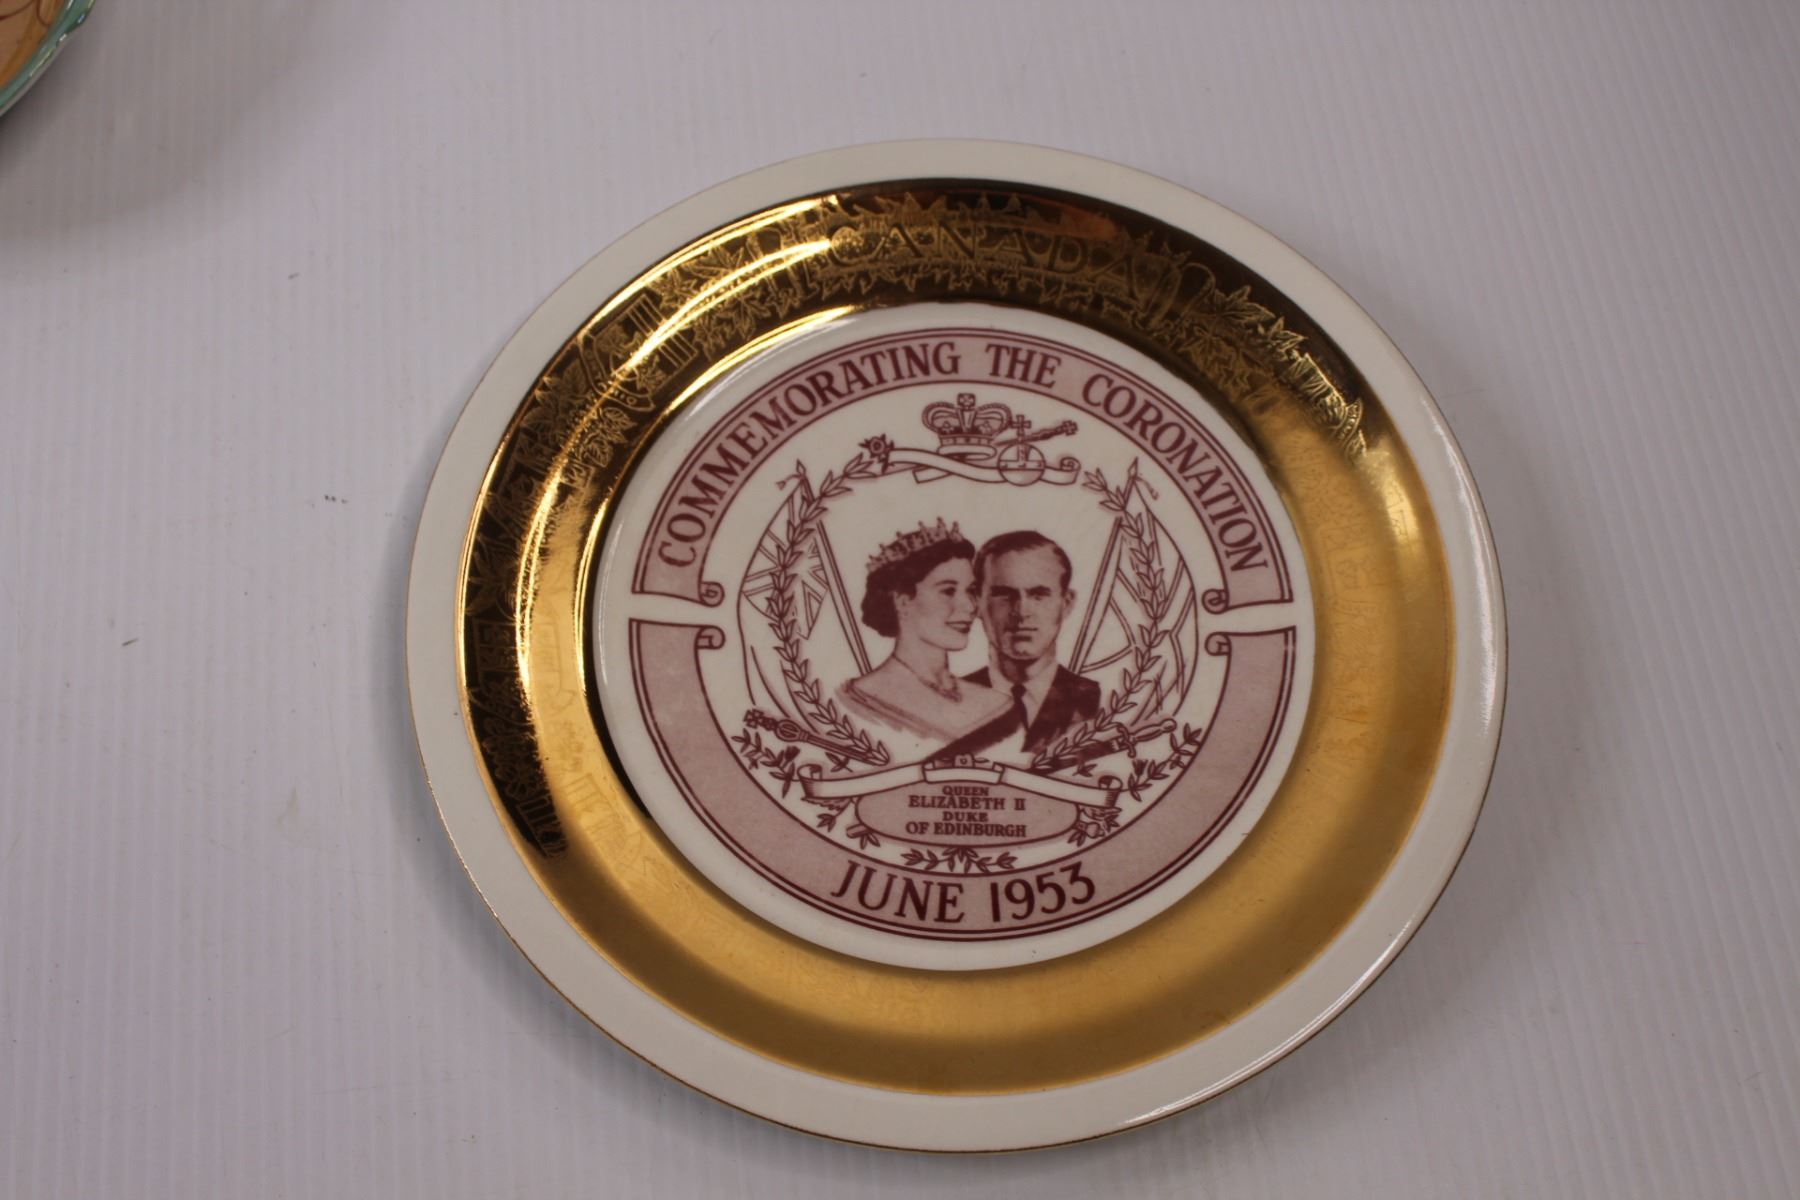 CANADA
COMMEMORATING THE CORONATION
QUEEN
ELIZABETH II
DUKE
OF EDINBURGH
JUNE 1953